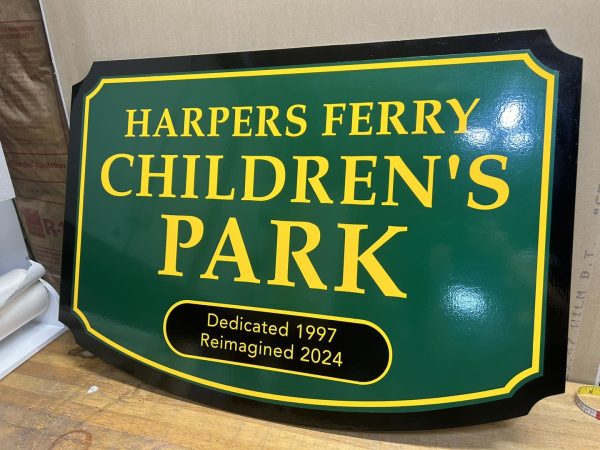 HARPERS FERRY
CHILDREN'S
PARK
Dedicated 1997
Reimagined 2024